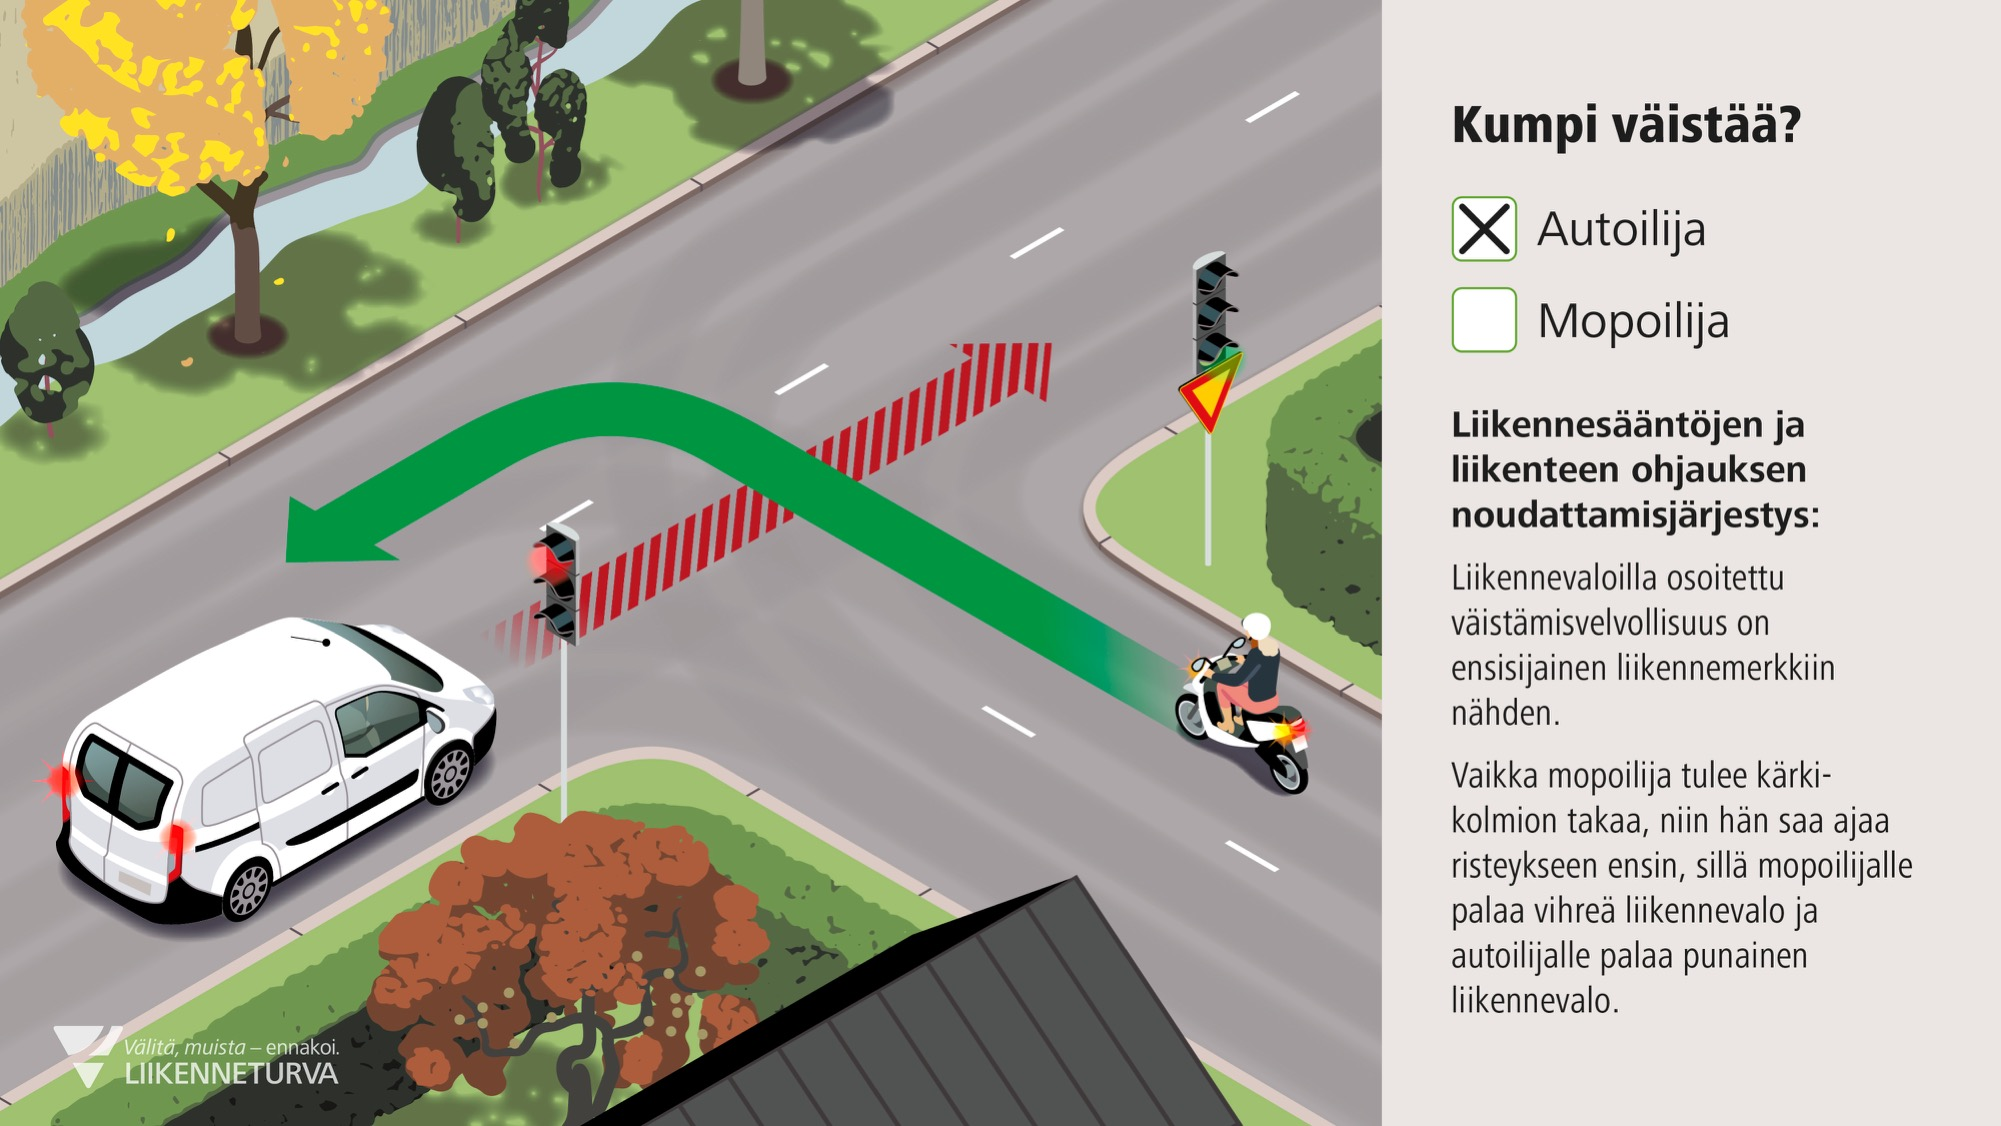 Kumpi väistää?
Autoilija
Mopoilija
Liikennesääntöjen ja
liikenteen ohjauksen
noudattamisjärjestys:
Liikennevaloilla osoitettu
väistämisvelvollisuus on
ensisijainen liikennemerkkiin
nähden.
Vaikka mopoilija tulee kärki-
kolmion takaa, niin hän saa ajaa
risteykseen ensin, sillä mopoilijalle
palaa vihreä liikennevalo ja
autoilijalle palaa punainen
liikennevalo.
Välitä, muista – ennakoi.
LIIKENNETURVA